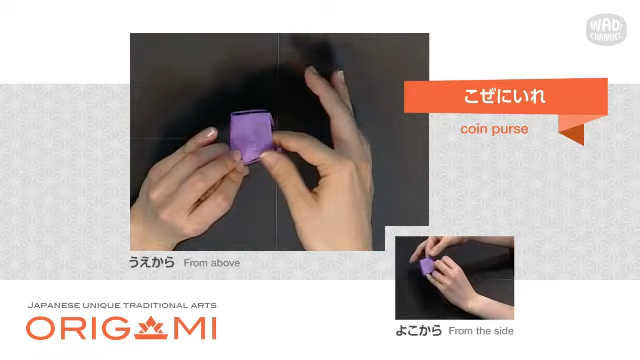 WAO!
CHANNEL
こぜにいれ
coin purse
うえから From above
よこから From the side
JAPANESE UNIQUE TRADITIONAL ARTS
ORIGAMI